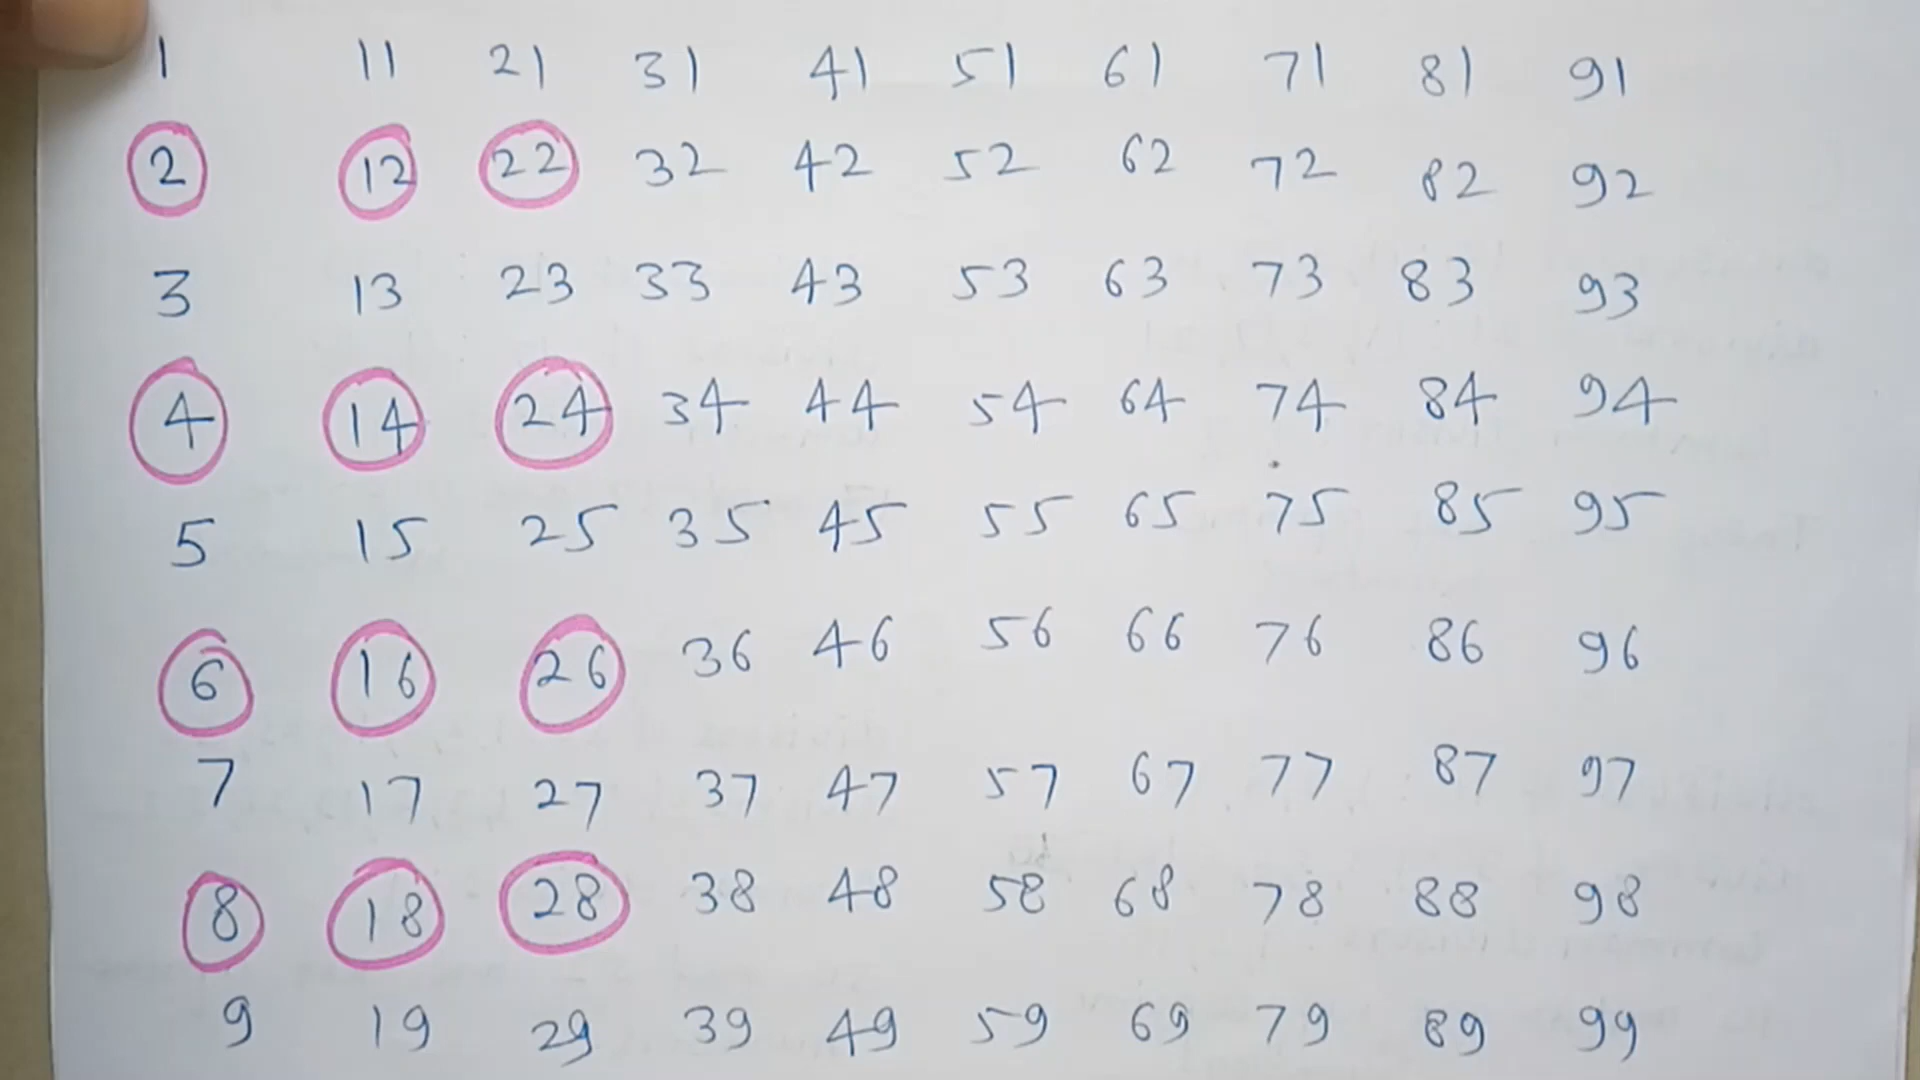 1 11 21 31 41 51 61 71 81 91
2 12 22 32 42 52 62 72 82 92
3 13 23 33 43 53 63 73 83 93
4 14 24 34 44 54 64 74 84 94
5 15 25 35 45 55 65 75 85 95
6 16 26 36 46 56 66 76 86 96
7 17 27 37 47 57 67 77 87 97
8 18 28 38 48 58 68 78 88 98
9 19 29 39 49 59 69 79 89 99